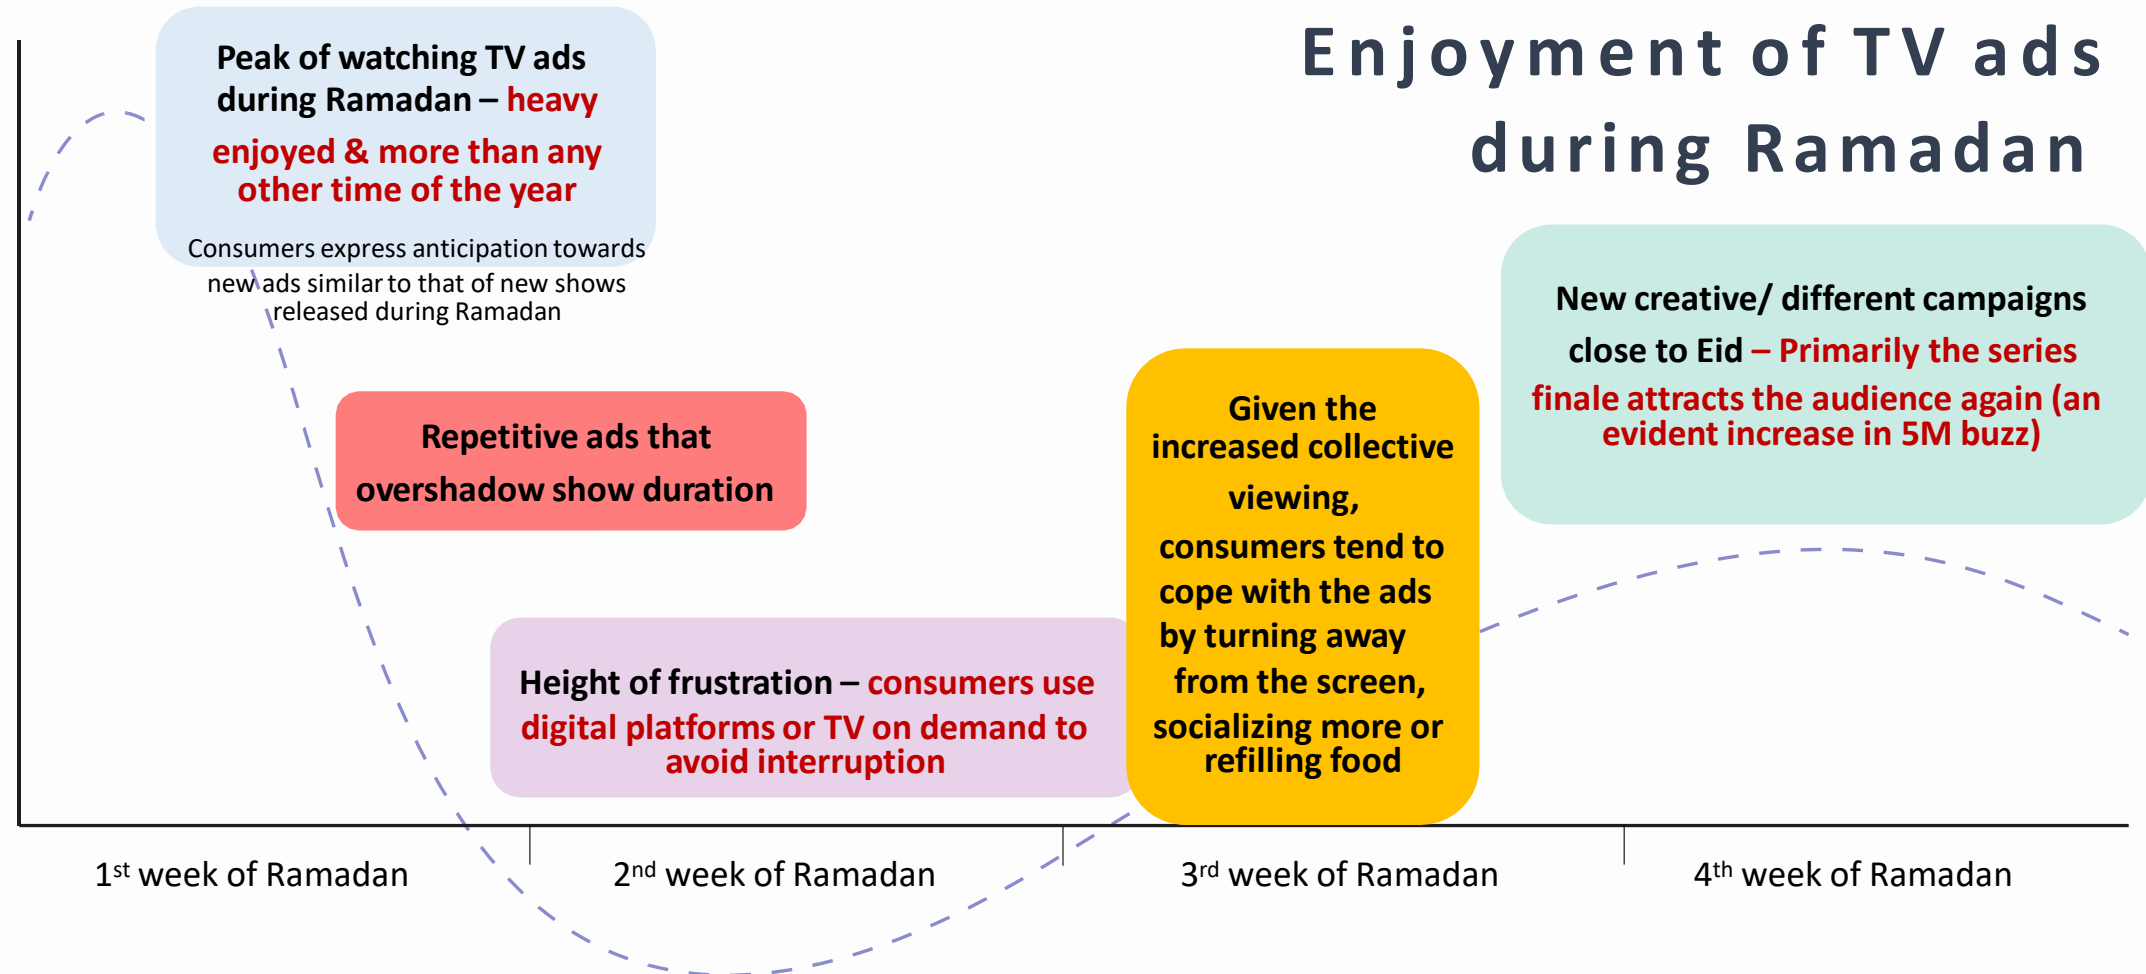 Enjoyment of TV ads
during Ramadan
Peak of watching TV ads
during Ramadan – heavy
enjoyed & more than any
other time of the year
Consumers express anticipation towards
new ads similar to that of new shows
released during Ramadan
Repetitive ads that
overshadow show duration
Height of frustration – consumers use
digital platforms or TV on demand to
avoid interruption
Given the
increased collective
viewing,
consumers tend to
cope with the ads
by turning away
from the screen,
socializing more or
refilling food
New creative/ different campaigns
close to Eid – Primarily the series
finale attracts the audience again (an
evident increase in 5M buzz)
1st week of Ramadan
2nd week of Ramadan
3rd week of Ramadan
4th week of Ramadan